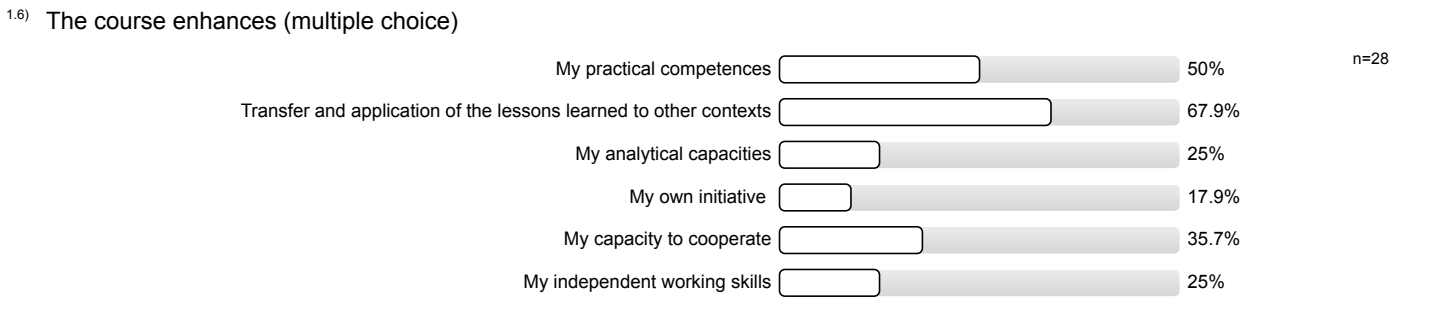 1.6) The course enhances (multiple choice)
n=28
My practical competences 50%
Transfer and application of the lessons learned to other contexts 67.9%
My analytical capacities 25%
My own initiative 17.9%
My capacity to cooperate 35.7%
My independent working skills 25%